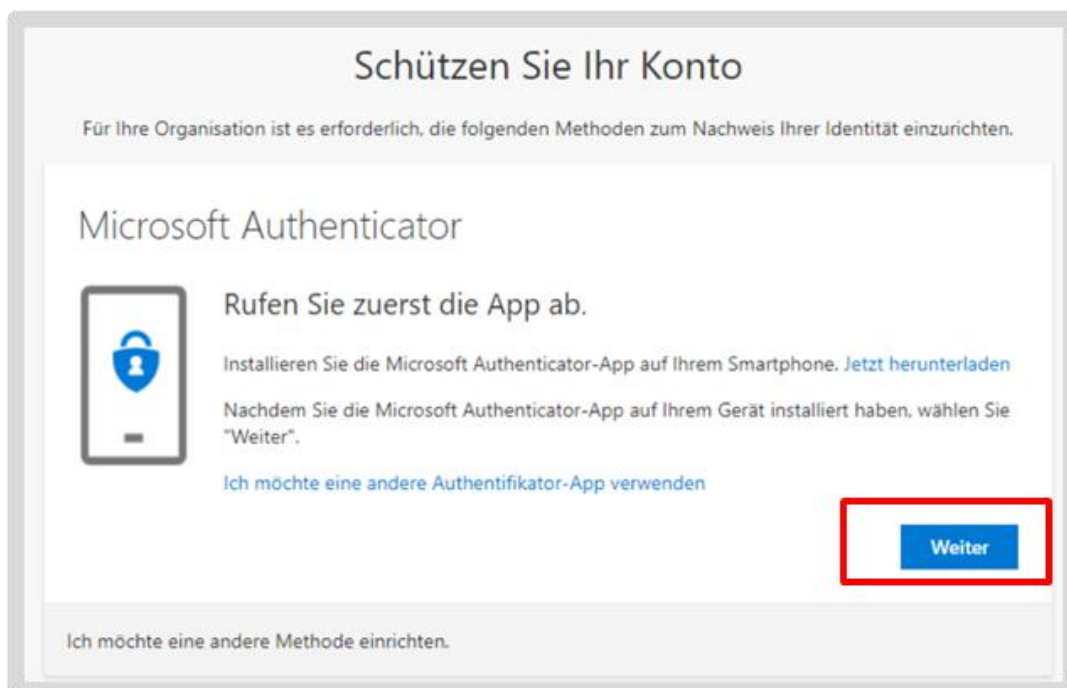 Schützen Sie Ihr Konto
Für Ihre Organisation ist es erforderlich, die folgenden Methoden zum Nachweis Ihrer Identität einzurichten.
Microsoft Authenticator
Rufen Sie zuerst die App ab.
Installieren Sie die Microsoft Authenticator-App auf Ihrem Smartphone. Jetzt herunterladen
Nachdem Sie die Microsoft Authenticator-App auf Ihrem Gerät installiert haben, wählen Sie
"Weiter".
Ich möchte eine andere Authentifikator-App verwenden
Weiter
Ich möchte eine andere Methode einrichten.